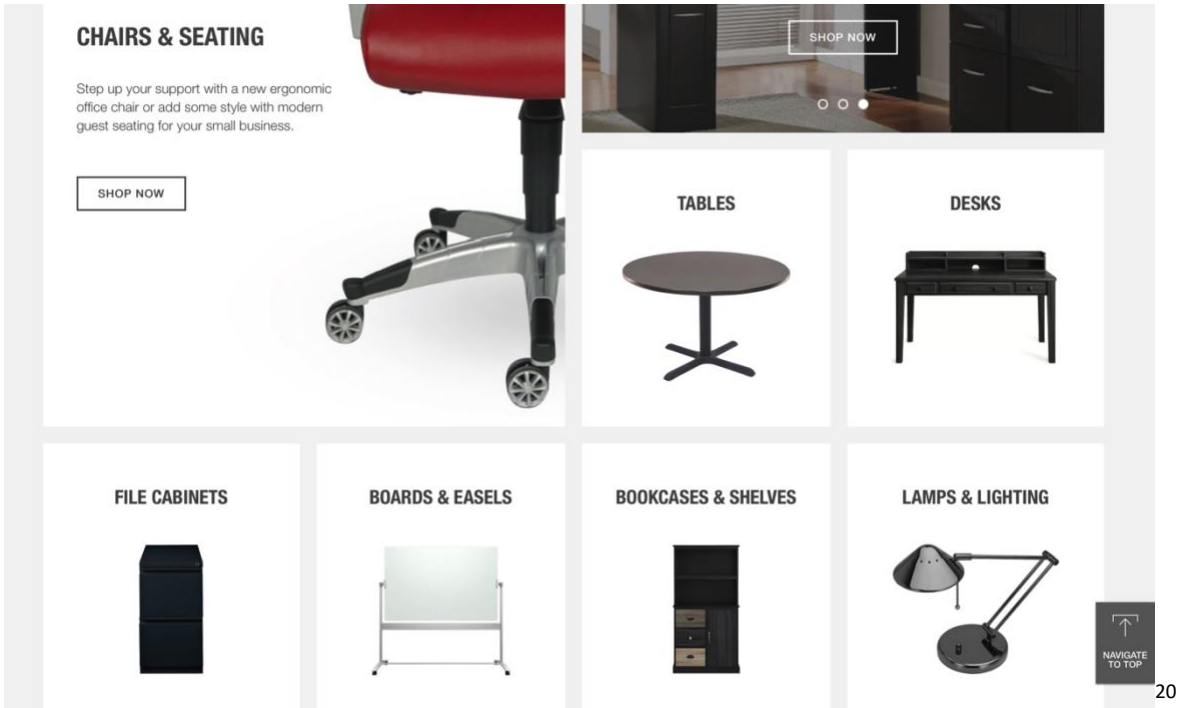 CHAIRS & SEATING
Step up your support with a new ergonomic
office chair or add some style with modern
guest seating for your small business.
SHOP NOW
SHOP NOW
TABLES
DESKS
FILE CABINETS
BOARDS & EASELS
BOOKCASES & SHELVES
LAMPS & LIGHTING
NAVIGATE
TO TOP
20